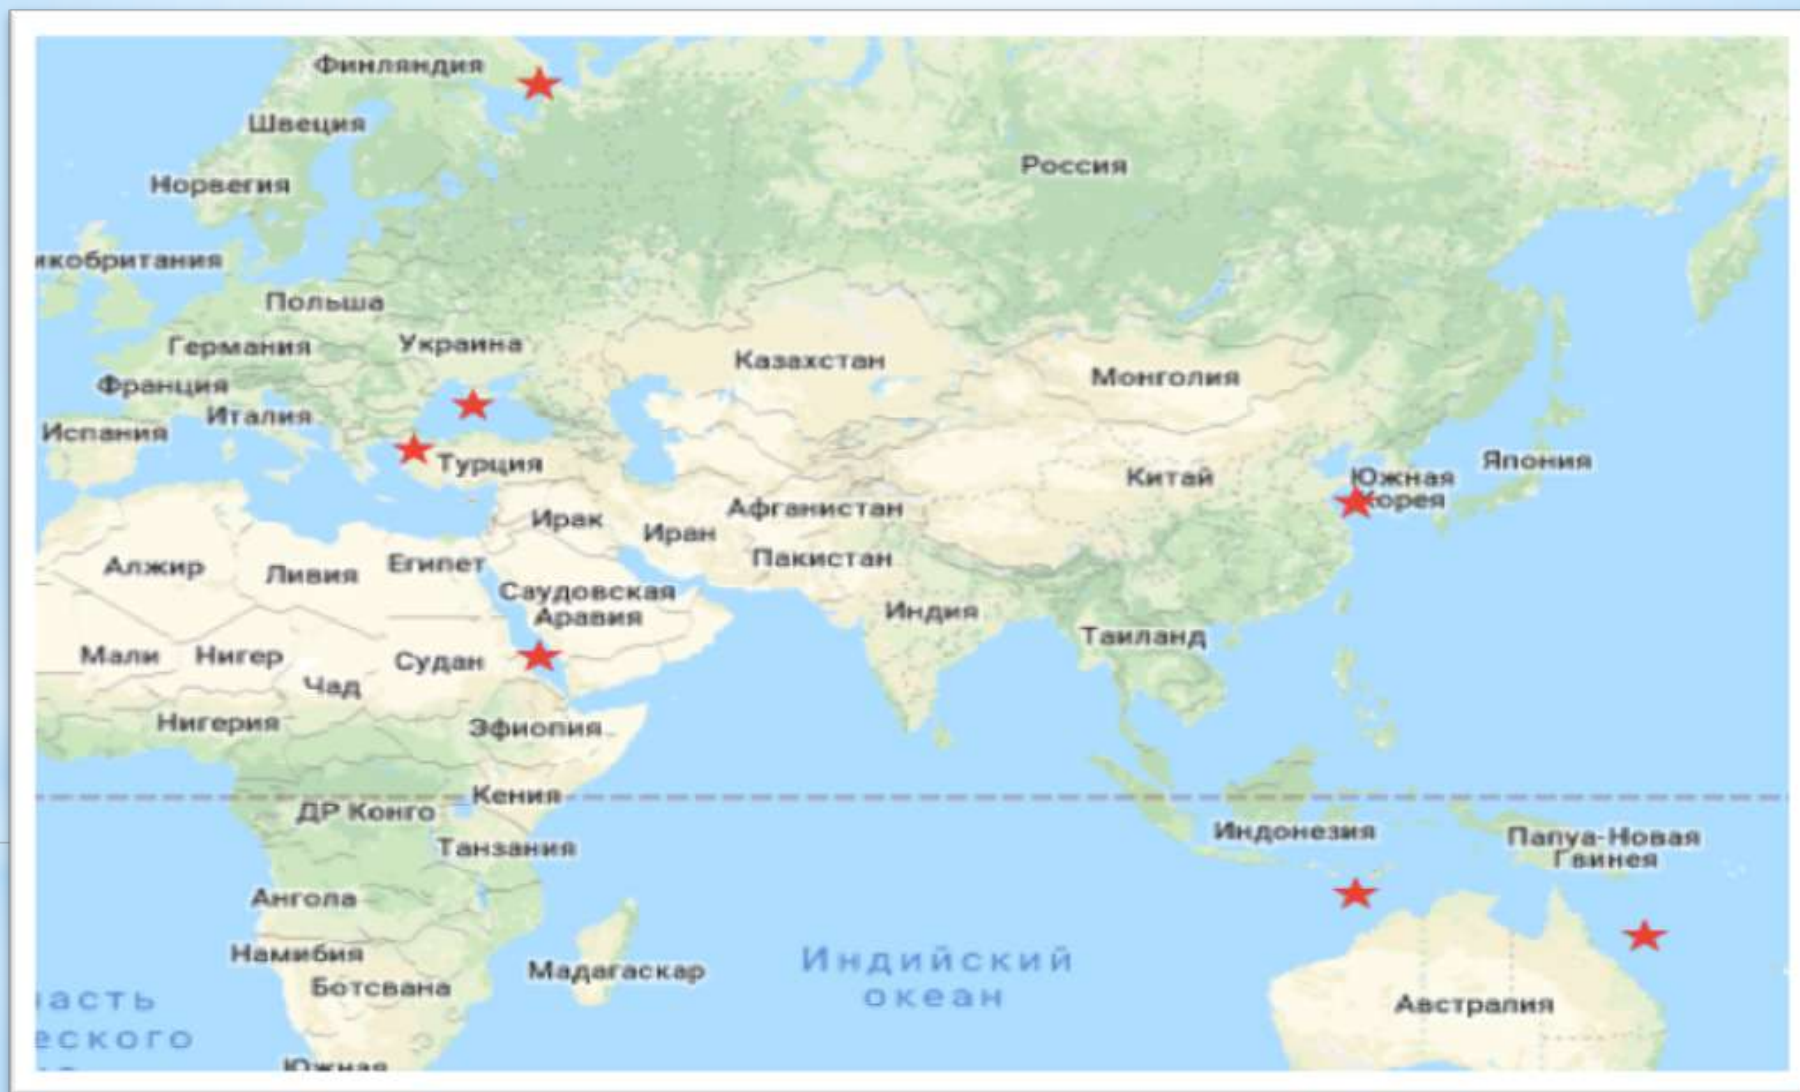 Финляндия
Швеция
Россия
Норвегия
икобритания
Польша
Германия
Украина
Казахстан
Монголия
Франция
Италия
Испания
Турция
Китай
Южная
Корея
Япония
Ирак
Иран
Афганистан
Пакистан
Алжир
Ливия
Египет
Саудовская
Аравия
Индия
Таиланд
Мали
Нигер
Чад
Судан
Нигерия
Эфиопия
ДР Конго
Кения
Танзания
Индонезия
Папуа-Новая
Гвинея
Ангола
Намибия
Ботсвана
Мадагаскар
Индийский
океан
Австралия
асть
еского
Южная